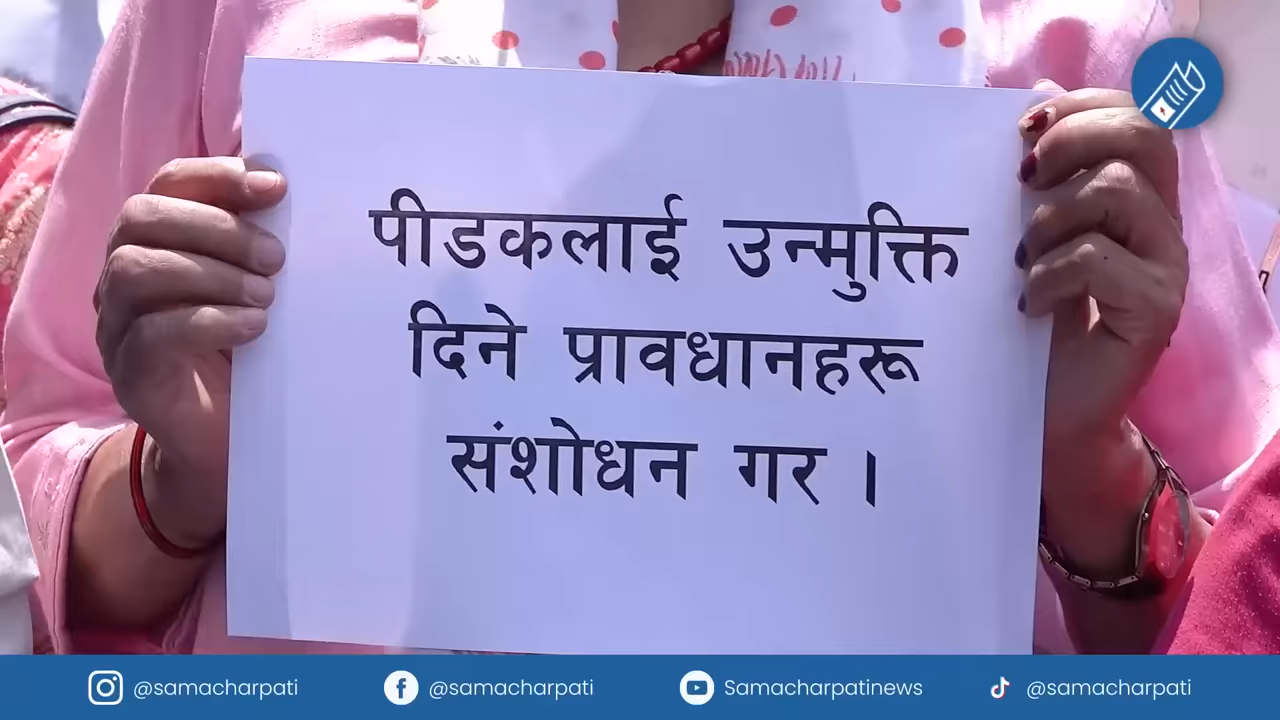 पीडकलाई उन्मुक्ति
दिने प्रावधानहरू
संशोधन गर ।
@samacharpati @samacharpati Samacharpatinews @samacharpati